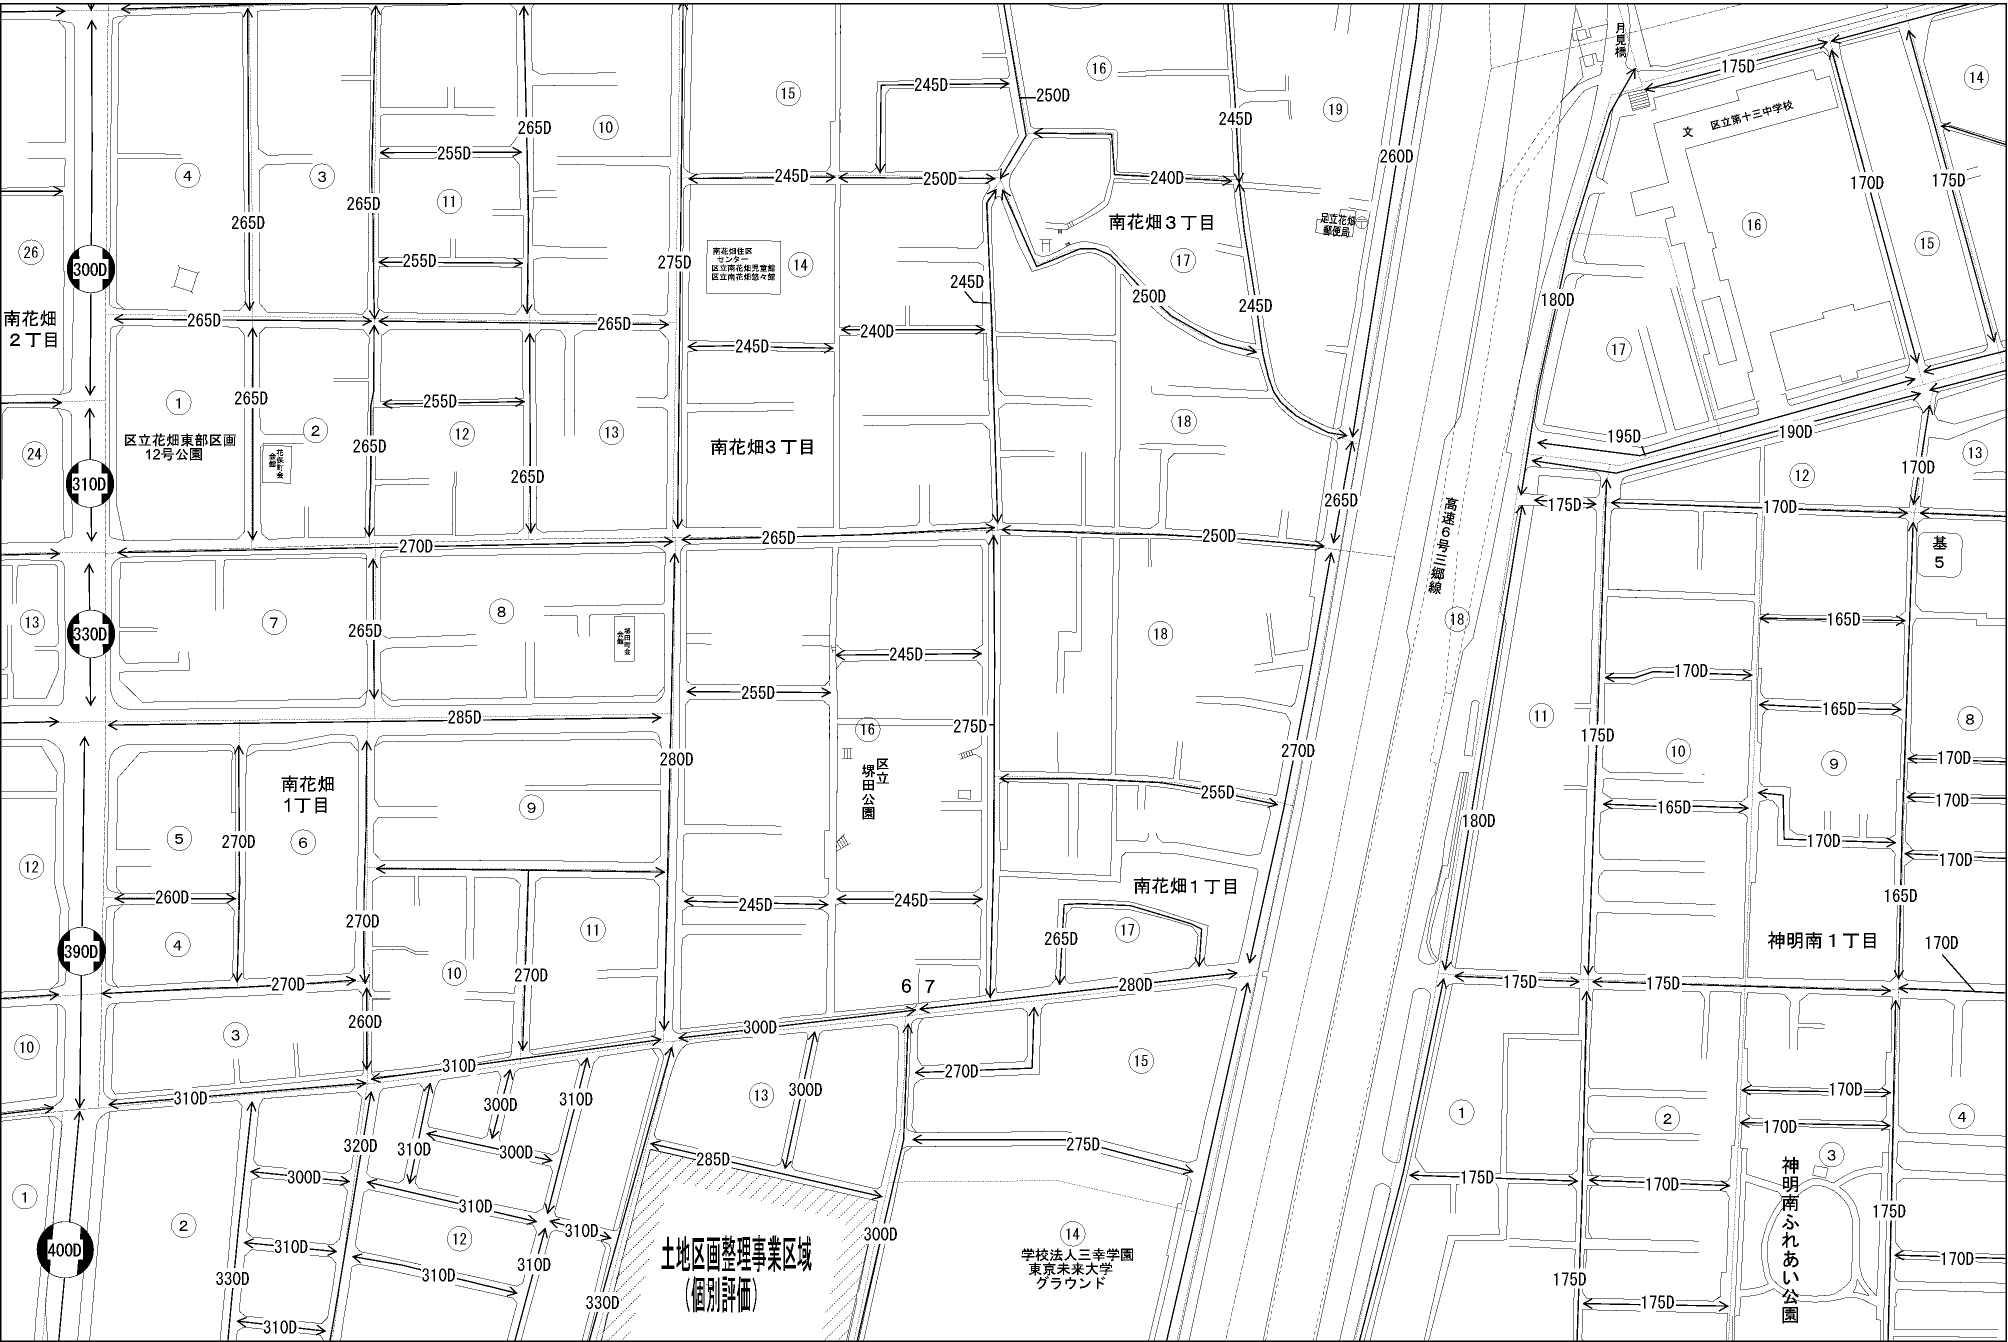 月見橋
175D
14
16
15
245D
250D
19
245D
文 区立第十三中学校
265D
10
255D
4
3
245D
250D
260D
240D
170D
175D
11
265D
265D
足立花畑
郵便局
南花畑3丁目
16
15
26
300D
255D
275D
南花畑住区
センター
区立南花畑児童館
区立南花畑悠々館
14
17
245D
250D
245D
180D
南花畑
2丁目
265D
265D
240D
245D
17
1
265D
255D
2
12
13
18
195D
190D
24
310D
区立花畑東部区画
12号公園
花保町会
会館
265D
265D
南花畑3丁目
170D
13
12
265D
高速6号三郷線
175D
170D
270D
265D
250D
基
5
13
330D
7
265D
8
堀田町会
会館
18
18
165D
245D
255D
170D
285D
16
275D
165D
11
8
175D
270D
280D
10
9
170D
区立
堺田公園
南花畑
1丁目
9
255D
165D
170D
180D
5
270D
6
170D
170D
12
260D
南花畑1丁目
165D
245D
245D
270D
11
17
265D
神明南1丁目
170D
4
390D
10
270D
270D
6 7
280D
175D
175D
260D
300D
3
10
310D
310D
270D
15
13
300D
300D
310D
170D
1
2
4
170D
320D
310D
300D
275D
3
285D
300D
175D
170D
神明南ふれあい公園
1
2
310D
310D
12
300D
14
175D
400D
310D
土地区画整理事業区域
(個別評価)
学校法人三幸学園
東京未来大学
グラウンド
170D
330D
310D
310D
175D
330D
175D
310D